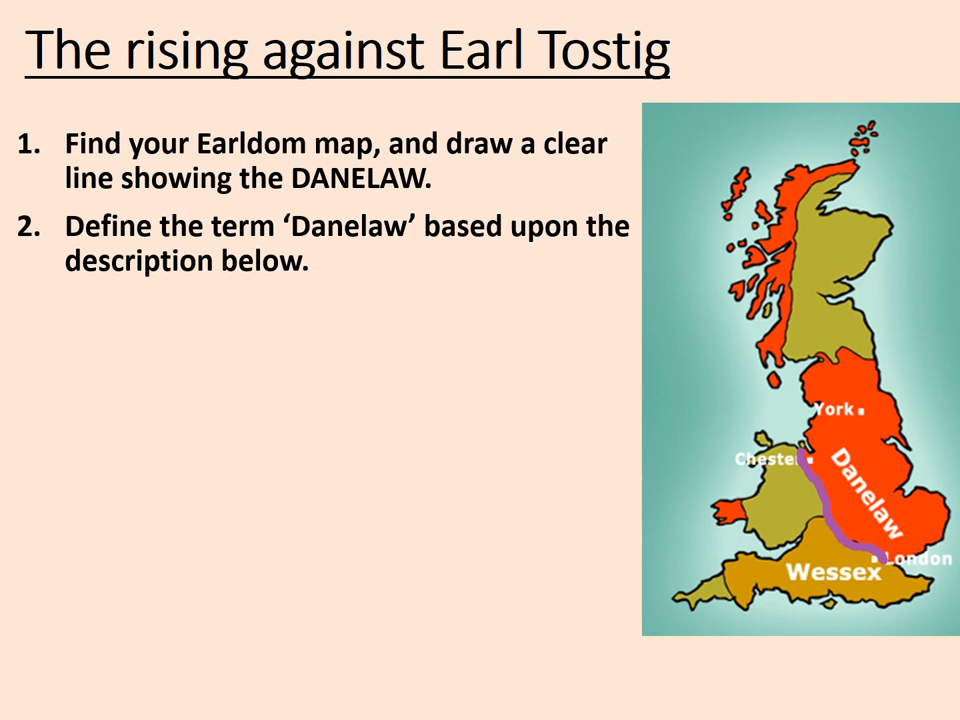 The rising against Earl Tostig
1. Find your Earldom map, and draw a clear
line showing the DANELAW.
2. Define the term ‘Danelaw’ based upon the
description below.
York
Chester
Danelaw
London
Wessex